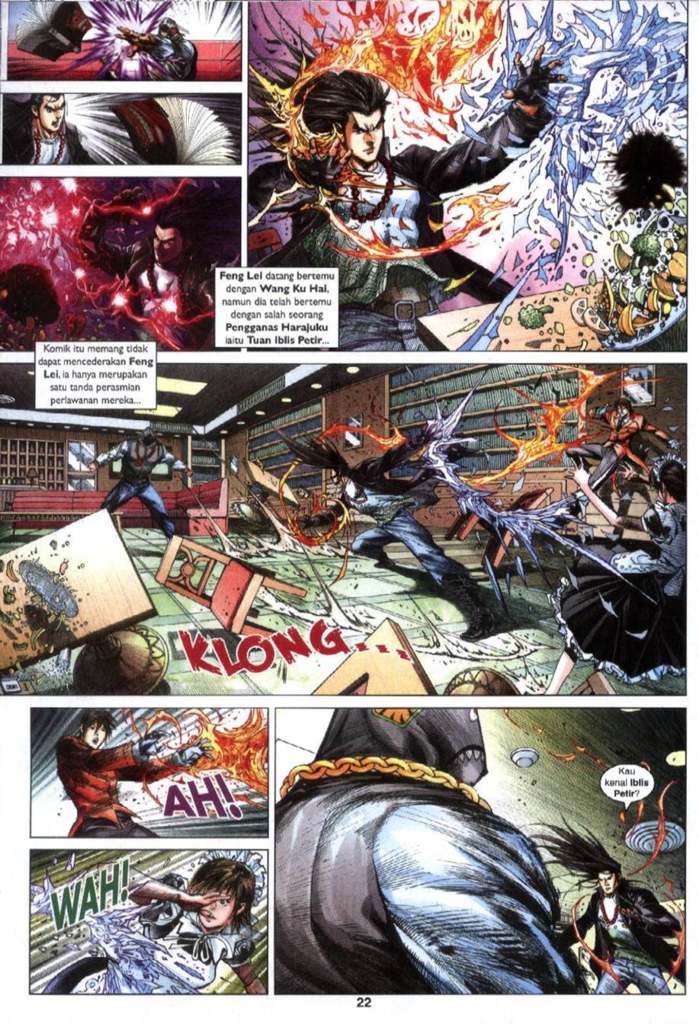 Feng Lei datang bertemu
dengan Wang Ku Hai,
namun dia telah bertemu
dengan salah seorang
Pengganas Harajuku
iaitu Tuan Iblis Petir...
Komik itu memang tidak
dapat mencederakan Feng
Lei, ia hanya merupakan
satu tanda perasmian
perlawanan mereka...
KLONG...
AH!
WAH!
Kau
kenal Iblis
Petir?
22